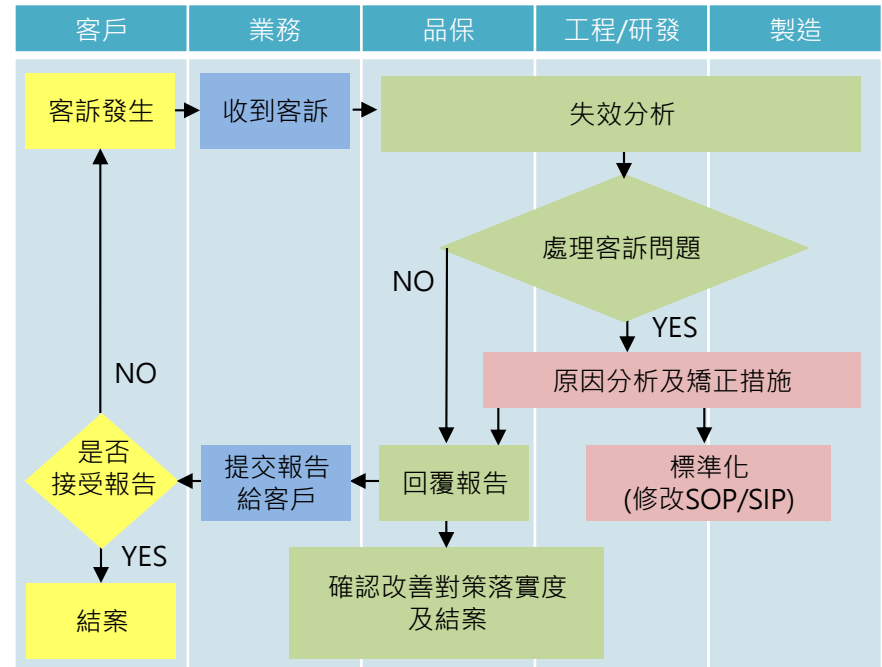 客戶
業務
品保
工程/研發
製造
客訴發生
收到客訴
失效分析
處理客訴問題
NO
YES
原因分析及矯正措施
NO
是否
接受報告
提交報告
給客戶
回覆報告
標準化
(修改SOP/SIP)
YES
結案
確認改善對策落實度
及結案